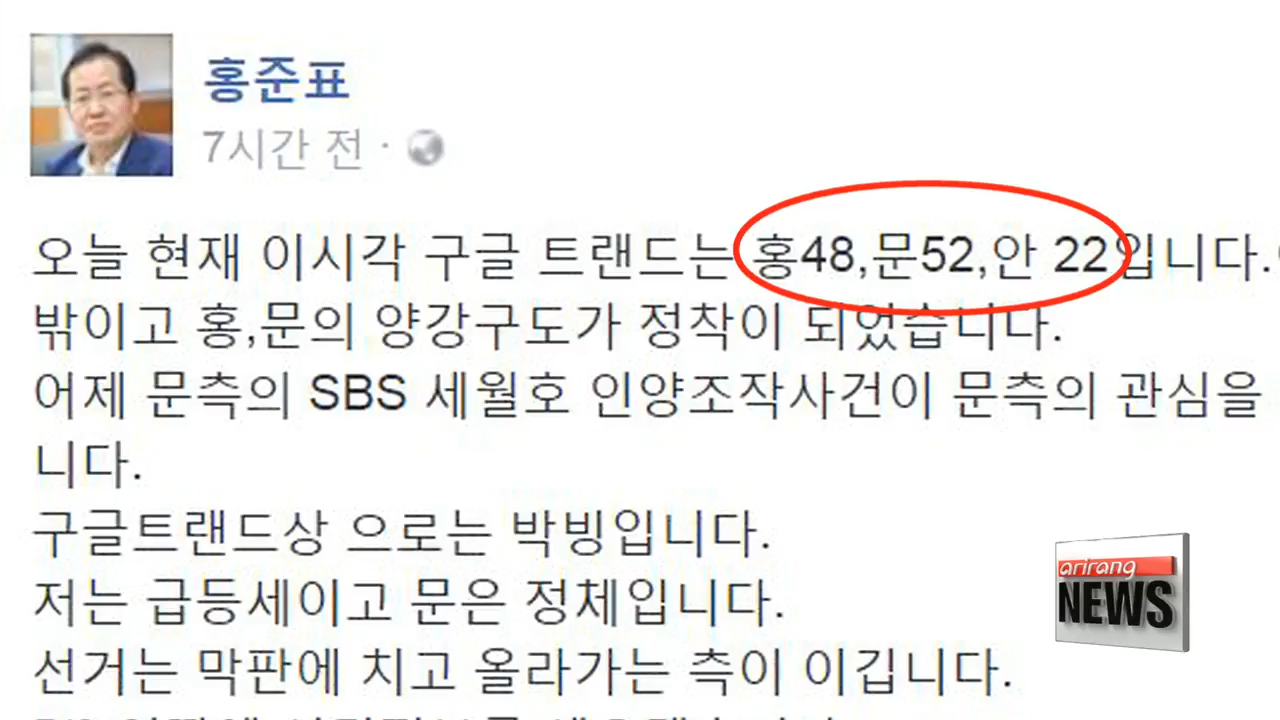 홍준표
7시간 전 ·
오늘 현재 이시각 구글 트랜드는 홍48,문52,안 22입니다.
밖이고 홍,문의 양강구도가 정착이 되었습니다.
어제 문측의 SBS 세월호 인양조작사건이 문측의 관심을
니다.
구글트랜드상 으로는 박빙입니다.
저는 급등세이고 문은 정체입니다.
선거는 막판에 치고 올라가는 측이 이깁니다.
arirang
NEWS